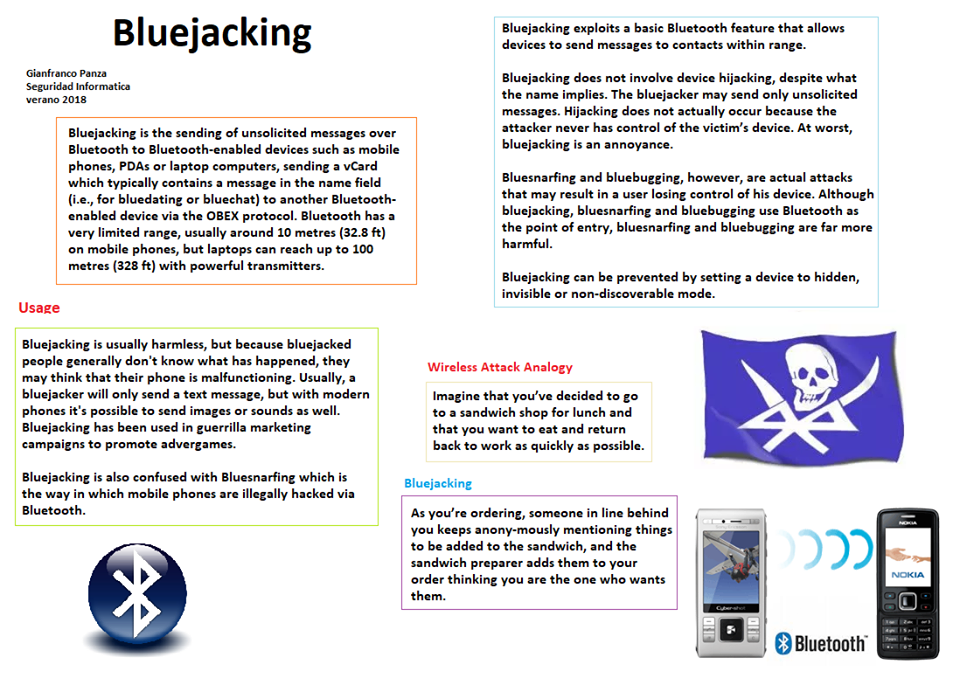 Bluejacking
Gianfranco Panza
Seguridad Informatica
verano 2018
Bluejacking is the sending of unsolicited messages over
Bluetooth to Bluetooth-enabled devices such as mobile
phones, PDAs or laptop computers, sending a vCard
which typically contains a message in the name field
(i.e., for bluedating or bluechat) to another Bluetooth-
enabled device via the OBEX protocol. Bluetooth has a
very limited range, usually around 10 metres (32.8 ft)
on mobile phones, but laptops can reach up to 100
metres (328 ft) with powerful transmitters.
Usage
Bluejacking is usually harmless, but because bluejacked
people generally don't know what has happened, they
may think that their phone is malfunctioning. Usually, a
bluejacker will only send a text message, but with modern
phones it's possible to send images or sounds as well.
Bluejacking has been used in guerrilla marketing
campaigns to promote advergames.
Bluejacking is also confused with Bluesnarfing which is
the way in which mobile phones are illegally hacked via
Bluetooth.
Bluejacking exploits a basic Bluetooth feature that allows
devices to send messages to contacts within range.
Bluejacking does not involve device hijacking, despite what
the name implies. The bluejacker may send only unsolicited
messages. Hijacking does not actually occur because the
attacker never has control of the victim's device. At worst,
bluejacking is an annoyance.
Bluesnarfing and bluebugging, however, are actual attacks
that may result in a user losing control of his device. Although
bluejacking, bluesnarfing and bluebugging use Bluetooth as
the point of entry, bluesnarfing and bluebugging are far more
harmful.
Bluejacking can be prevented by setting a device to hidden,
invisible or non-discoverable mode.
Wireless Attack Analogy
Imagine that you've decided to go
to a sandwich shop for lunch and
that you want to eat and return
back to work as quickly as possible.
Bluejacking
As you're ordering, someone in line behind
you keeps anony-mously mentioning things
to be added to the sandwich, and the
sandwich preparer adds them to your
order thinking you are the one who wants
them.
Cyber-shot
Bluetooth™
NOKIA
NOKIA